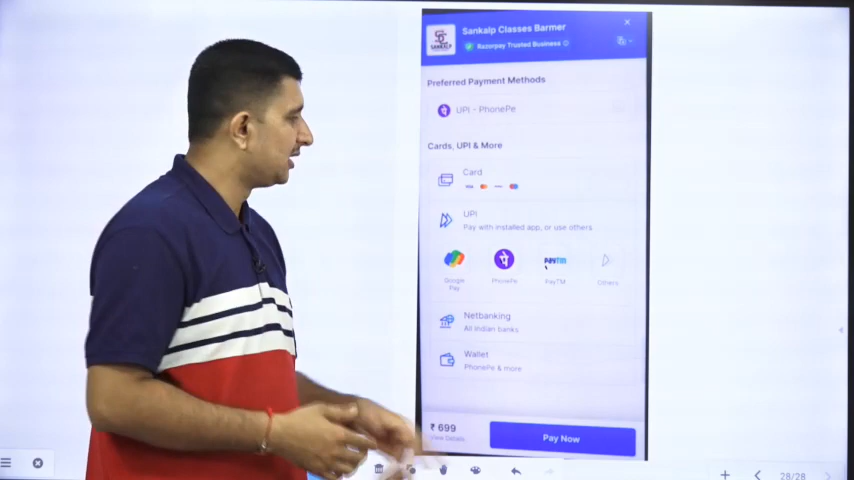 Sankalp Classes Barmer
Razorpay Trusted Business
SANKALP
Preferred Payment Methods
UPI - PhonePe
Cards, UPI & More
Card
VISA
UPI
Pay with installed app, or use others
Google Pay
PhonePe
PayTM
Others
Netbanking
All Indian banks
Wallet
PhonePe & more
₹ 699
View Details
Pay Now
28/28